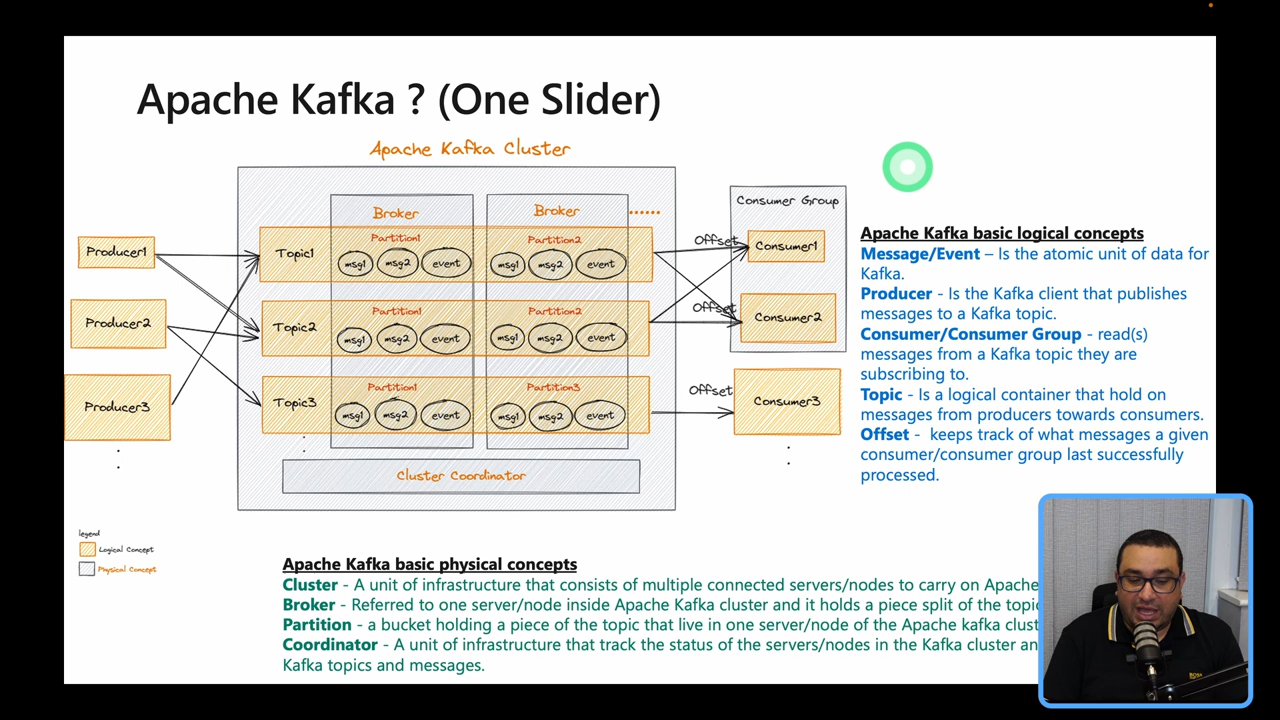 Apache Kafka ? (One Slider)
Apache Kafka Cluster
Broker
Broker
......
Consumer Group
Producer1
Producer2
Producer3
Topic1
Partition1
msg1 msg2 event
Partition2
msg1 msg2 event
Topic2
Partition1
msg1 msg2 event
Partition2
msg1 msg2 event
Topic3
Partition1
msg1 msg2 event
Partition3
msg1 msg2 event
Cluster Coordinator
Offset
Consumer1
Offset
Consumer2
Offset
Consumer3
Apache Kafka basic logical concepts
Message/Event – Is the atomic unit of data for
Kafka.
Producer - Is the Kafka client that publishes
messages to a Kafka topic.
Consumer/Consumer Group - read(s)
messages from a Kafka topic they are
subscribing to.
Topic - Is a logical container that hold on
messages from producers towards consumers.
Offset - keeps track of what messages a given
consumer/consumer group last successfully
processed.
legend
Logical Concept
Physical Concept
Apache Kafka basic physical concepts
Cluster - A unit of infrastructure that consists of multiple connected servers/nodes to carry on Apache
Broker - Referred to one server/node inside Apache Kafka cluster and it holds a piece split of the topic
Partition - a bucket holding a piece of the topic that live in one server/node of the Apache kafka clust
Coordinator - A unit of infrastructure that track the status of the servers/nodes in the Kafka cluster an
Kafka topics and messages.
BOSS